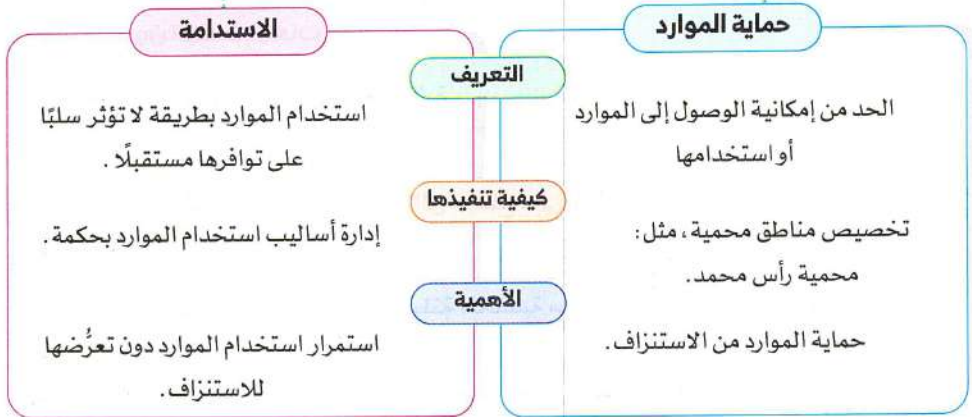 حماية الموارد
الاستدامة
التعريف
الحد من إمكانية الوصول إلى الموارد
أو استخدامها
استخدام الموارد بطريقة لا تؤثر سلبًا
على توافرها مستقبلًا .
كيفية تنفيذها
تخصيص مناطق محمية ، مثل :
محمية رأس محمد.
إدارة أساليب استخدام الموارد بحكمة .
الأهمية
حماية الموارد من الاستنزاف .
استمرار استخدام الموارد دون تعرُّضها
للاستنزاف .